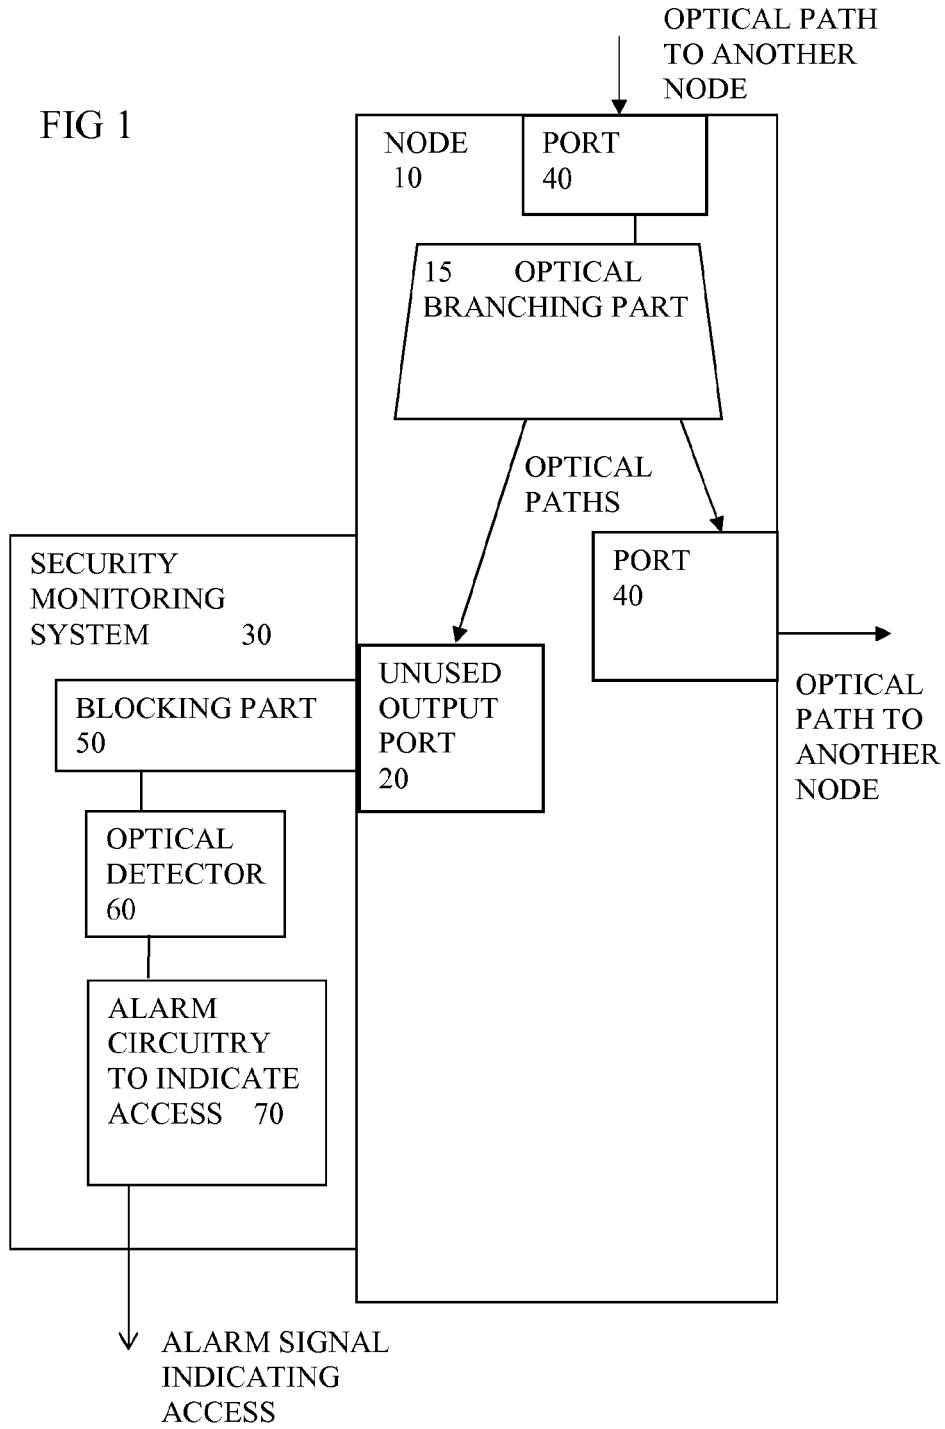 OPTICAL PATH
TO ANOTHER
NODE
FIG 1
NODE
10
PORT
40
15 OPTICAL
BRANCHING PART
OPTICAL
PATHS
PORT
40
SECURITY
MONITORING
SYSTEM 30
UNUSED
OUTPUT
PORT
20
BLOCKING PART
50
OPTICAL
PATH TO
ANOTHER
NODE
OPTICAL
DETECTOR
60
ALARM
CIRCUITRY
TO INDICATE
ACCESS 70
ALARM SIGNAL
INDICATING
ACCESS